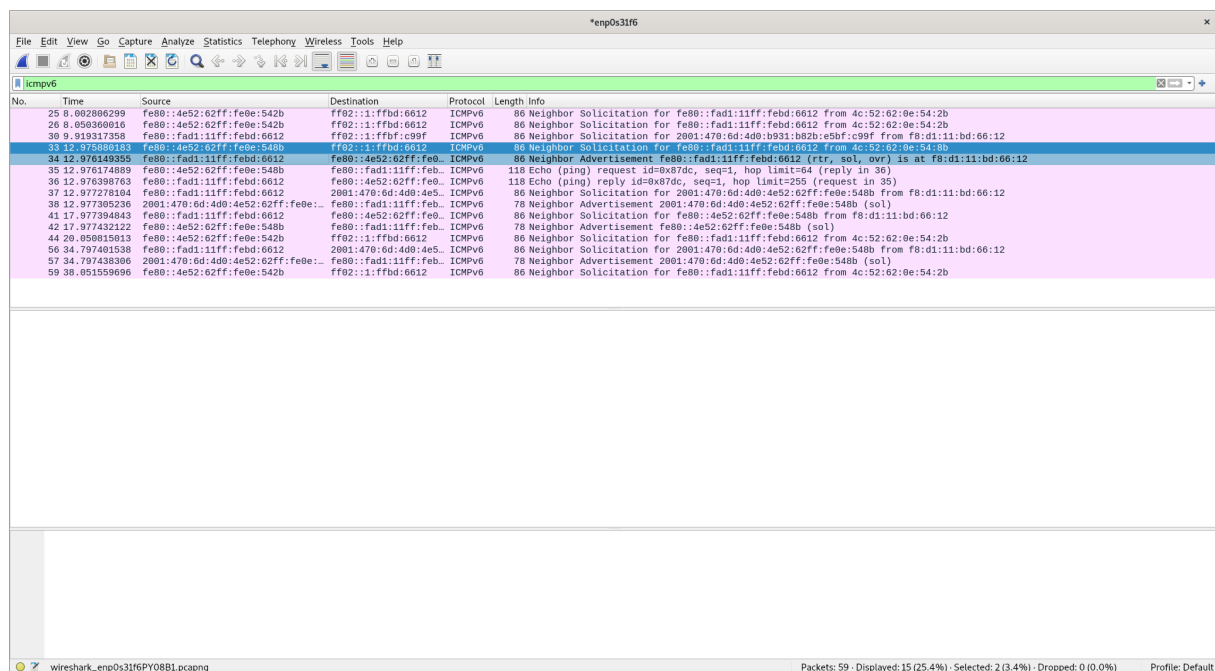 *enp0s31f6
File Edit View Go Capture Analyze Statistics Telephony Wireless Tools Help
icmpv6
No. Time Source Destination Protocol Length Info
25 8.002806299 fe80::4e52:62ff:fe0e:542b ff02::1:ffbd:6612 ICMPv6 86 Neighbor Solicitation for fe80::fad1:11ff:febd:6612 from 4c:52:62:0e:54:2b
26 8.050360016 fe80::4e52:62ff:fe0e:542b ff02::1:ffbd:6612 ICMPv6 86 Neighbor Solicitation for fe80::fad1:11ff:febd:6612 from 4c:52:62:0e:54:2b
30 9.919317358 fe80::fad1:11ff:febd:6612 ff02::1:ffbf:c99f ICMPv6 86 Neighbor Solicitation for 2001:470:6d:4d0:b931:b82b:e5bf:c99f from f8:d1:11:bd:66:12
33 12.975880183 fe80::4e52:62ff:fe0e:548b ff02::1:ffbd:6612 ICMPv6 86 Neighbor Solicitation for fe80::fad1:11ff:febd:6612 from 4c:52:62:0e:54:8b
34 12.976149355 fe80::fad1:11ff:febd:6612 fe80::4e52:62ff:fe0… ICMPv6 86 Neighbor Advertisement fe80::fad1:11ff:febd:6612 (rtr, sol, ovr) is at f8:d1:11:bd:66:12
35 12.976174889 fe80::4e52:62ff:fe0e:548b fe80::fad1:11ff:feb… ICMPv6 118 Echo (ping) request id=0x87dc, seq=1, hop limit=64 (reply in 36)
36 12.976398763 fe80::fad1:11ff:febd:6612 fe80::4e52:62ff:fe0… ICMPv6 118 Echo (ping) reply id=0x87dc, seq=1, hop limit=255 (request in 35)
37 12.977278104 fe80::fad1:11ff:febd:6612 2001:470:6d:4d0:4e5… ICMPv6 86 Neighbor Solicitation for 2001:470:6d:4d0:4e52:62ff:fe0e:548b from f8:d1:11:bd:66:12
38 12.977305236 2001:470:6d:4d0:4e52:62ff:fe0e:… fe80::fad1:11ff:feb… ICMPv6 78 Neighbor Advertisement 2001:470:6d:4d0:4e52:62ff:fe0e:548b (sol)
41 17.977394843 fe80::fad1:11ff:febd:6612 fe80::4e52:62ff:fe0… ICMPv6 86 Neighbor Solicitation for fe80::4e52:62ff:fe0e:548b from f8:d1:11:bd:66:12
42 17.977432122 fe80::4e52:62ff:fe0e:548b fe80::fad1:11ff:feb… ICMPv6 78 Neighbor Advertisement fe80::4e52:62ff:fe0e:548b (sol)
44 20.050815013 fe80::4e52:62ff:fe0e:542b ff02::1:ffbd:6612 ICMPv6 86 Neighbor Solicitation for fe80::fad1:11ff:febd:6612 from 4c:52:62:0e:54:2b
56 34.797401538 fe80::fad1:11ff:febd:6612 2001:470:6d:4d0:4e5… ICMPv6 86 Neighbor Solicitation for 2001:470:6d:4d0:4e52:62ff:fe0e:548b from f8:d1:11:bd:66:12
57 34.797438306 2001:470:6d:4d0:4e52:62ff:fe0e:… fe80::fad1:11ff:feb… ICMPv6 78 Neighbor Advertisement 2001:470:6d:4d0:4e52:62ff:fe0e:548b (sol)
59 38.051559696 fe80::4e52:62ff:fe0e:542b ff02::1:ffbd:6612 ICMPv6 86 Neighbor Solicitation for fe80::fad1:11ff:febd:6612 from 4c:52:62:0e:54:2b
wireshark_enp0s31f6PY08B1.pcapng Packets: 59 · Displayed: 15 (25.4%) · Selected: 2 (3.4%) · Dropped: 0 (0.0%) Profile: Default